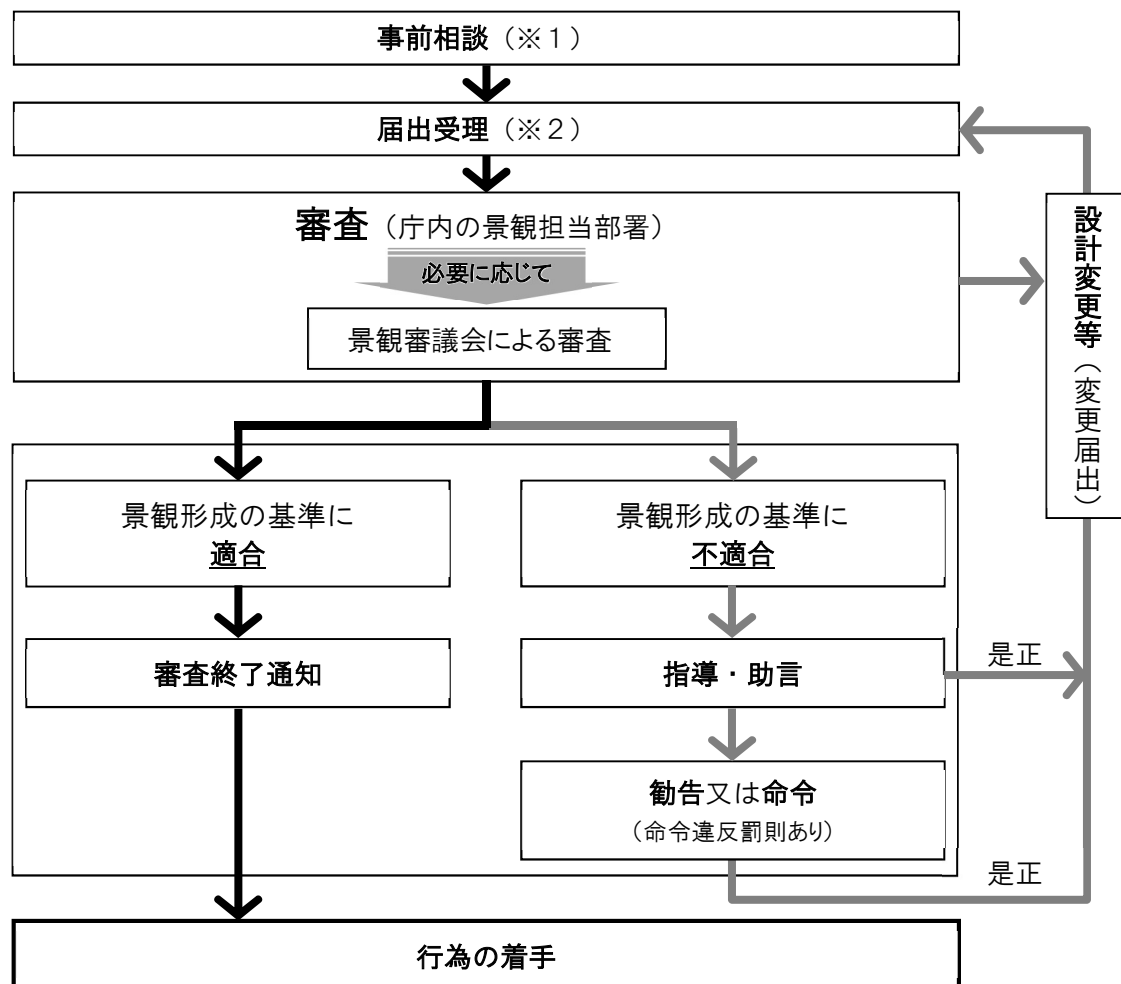 事前相談（※１）
届出受理（※２）
審査（庁内の景観担当部署）
必要に応じて
景観審議会による審査
設計変更等（変更届出）
景観形成の基準に
適合
景観形成の基準に
不適合
審査終了通知
指導・助言
是正
勧告又は命令
（命令違反罰則あり）
是正
行為の着手